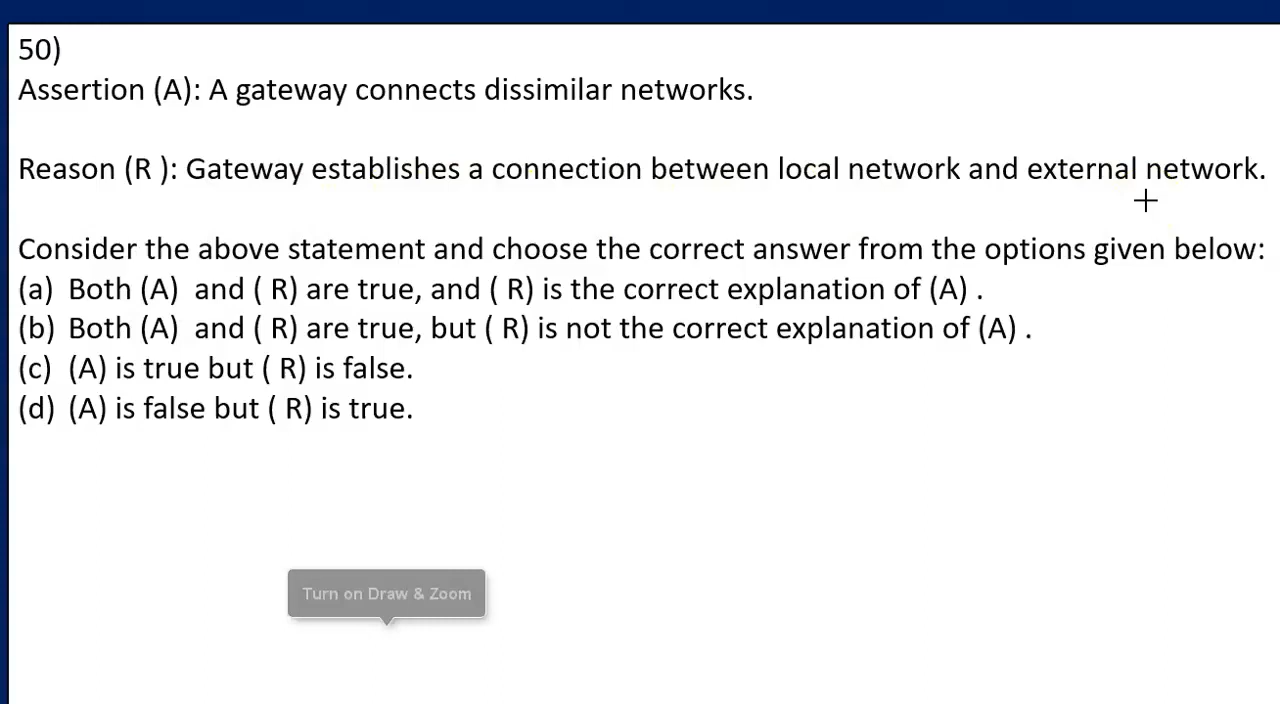 50)
Assertion (A): A gateway connects dissimilar networks.
Reason (R ): Gateway establishes a connection between local network and external network.
Consider the above statement and choose the correct answer from the options given below:
(a) Both (A) and ( R) are true, and ( R) is the correct explanation of (A) .
(b) Both (A) and ( R) are true, but ( R) is not the correct explanation of (A) .
(c) (A) is true but ( R) is false.
(d) (A) is false but ( R) is true.
Turn on Draw & Zoom